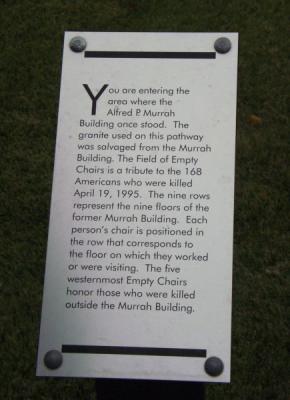 You are entering the
area where the
Alfred P. Murrah
Building once stood. The
granite used on this pathway
was salvaged from the Murrah
Building. The Field of Empty
Chairs is a tribute to the 168
Americans who were killed
April 19, 1995. The nine rows
represent the nine floors of the
former Murrah Building. Each
person's chair is positioned in
the row that corresponds to
the floor on which they worked
or were visiting. The five
westernmost Empty Chairs
honor those who were killed
outside the Murrah Building.